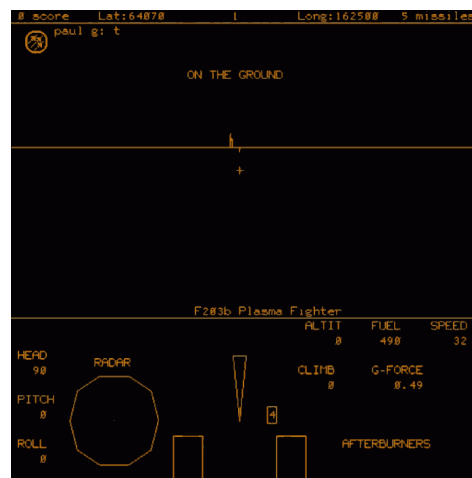 0 score Lat:64070 1 Long:162500 5 missiles
paul g: t
ON THE GROUND
F203b Plasma Fighter
ALTIT FUEL SPEED
0 490 32
HEAD
90
RADAR
CLIMB G-FORCE
0 0.49
PITCH
0
4
ROLL
0
AFTERBURNERS